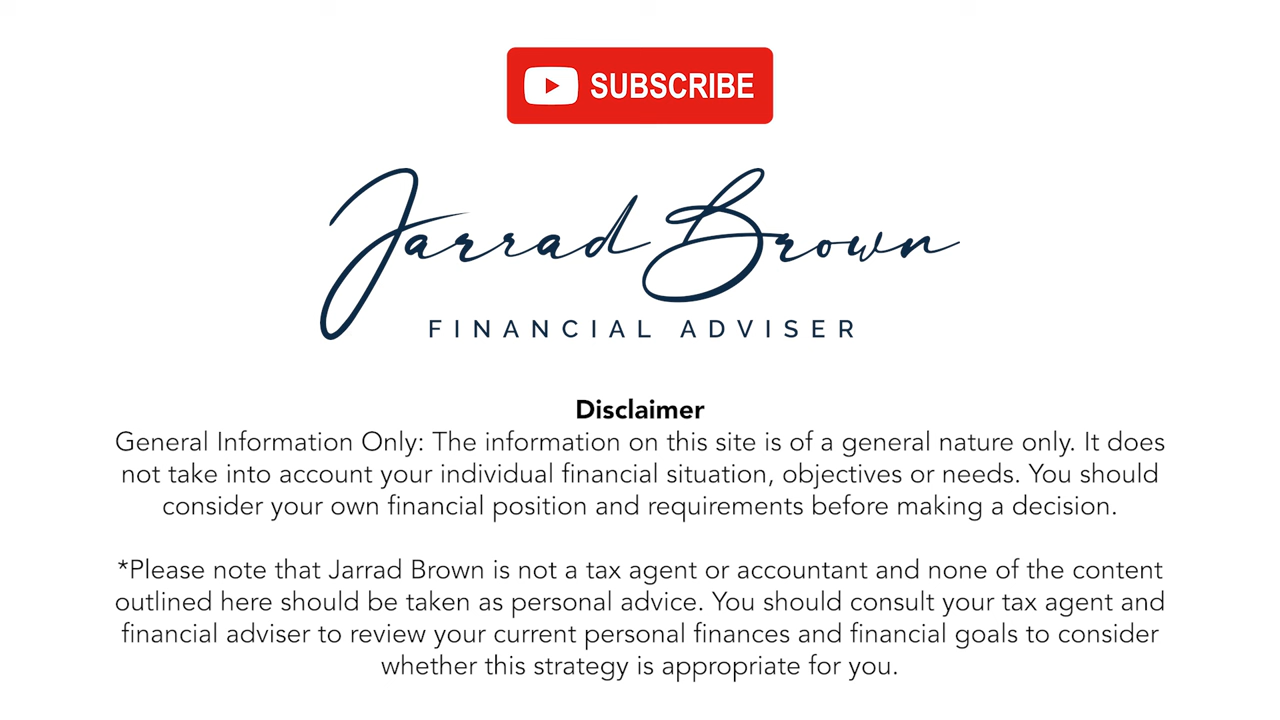 SUBSCRIBE
Jarrad Brown
FINANCIAL ADVISER
Disclaimer
General Information Only: The information on this site is of a general nature only. It does
not take into account your individual financial situation, objectives or needs. You should
consider your own financial position and requirements before making a decision.
*Please note that Jarrad Brown is not a tax agent or accountant and none of the content
outlined here should be taken as personal advice. You should consult your tax agent and
financial adviser to review your current personal finances and financial goals to consider
whether this strategy is appropriate for you.